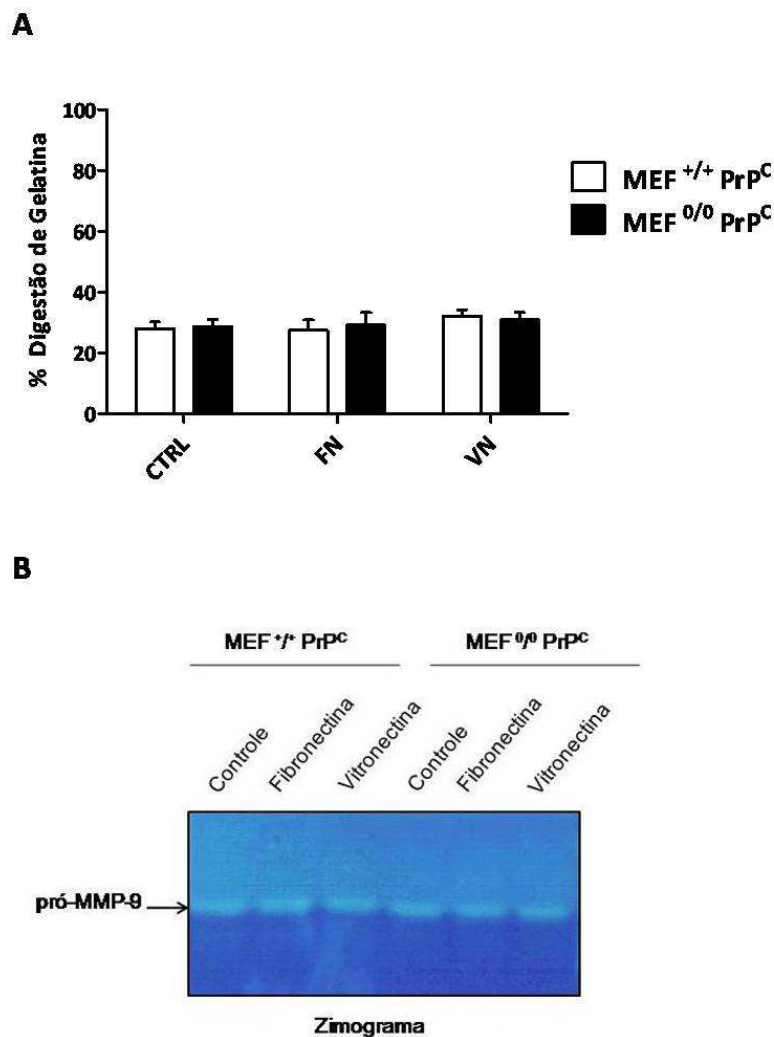 A
100
80
60
40
20
0
% Digestão de Gelatina
CTRL
FN
VN
MEF +/+ PrPC
MEF 0/0 PrPC
B
MEF +/+ PrPC
MEF 0/0 PrPC
Controle
Fibronectina
Vitronectina
Controle
Fibronectina
Vitronectina
pró-MMP-9
Zimograma